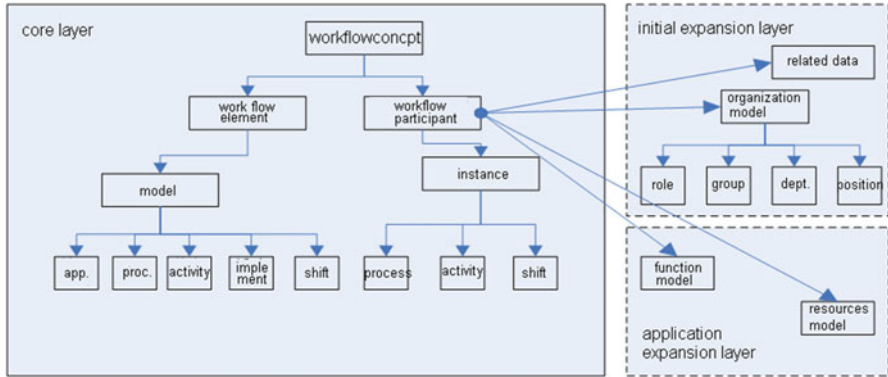 core layer
workflowconcpt
work flow
element
workflow
participant
model
instance
app.
proc.
activity
imple
ment
shift
process
activity
shift
initial expansion layer
related data
organization
model
role
group
dept.
position
function
model
resources
model
application
expansion layer